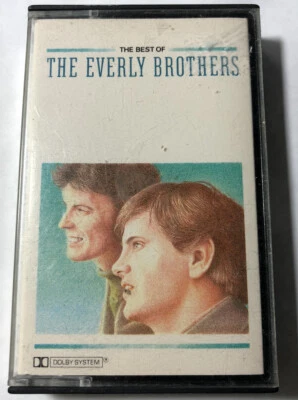 THE BEST OF
THE EVERLY BROTHERS
DOLBY SYSTEM®